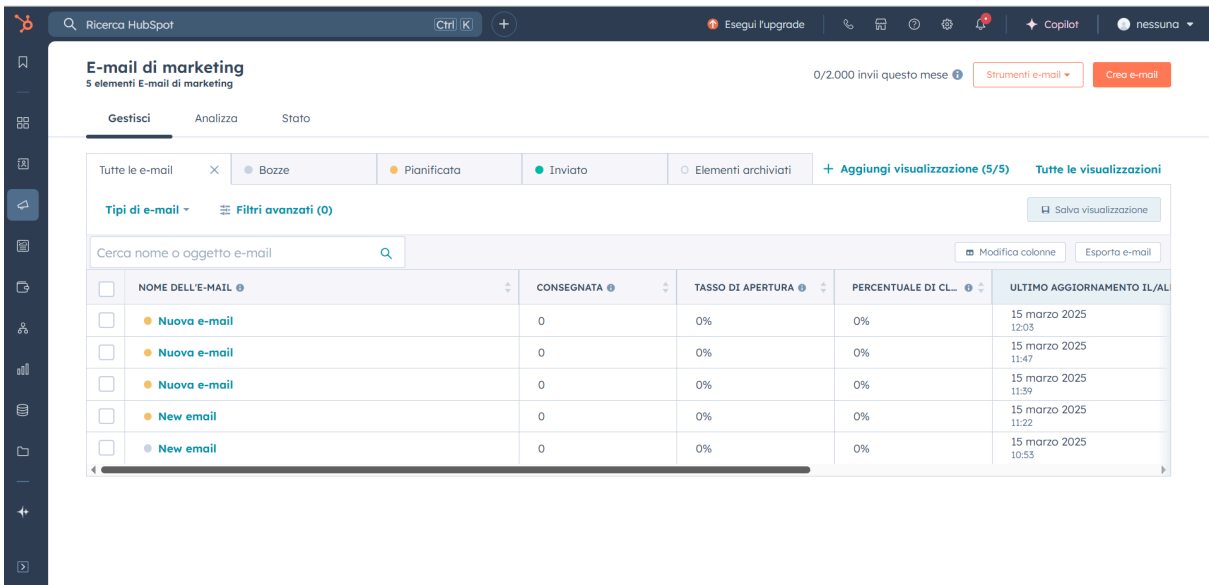 Ricerca HubSpot Ctrl K Esegui l'upgrade Copilot nessuna
E-mail di marketing
5 elementi E-mail di marketing
0/2.000 invii questo mese Strumenti e-mail Crea e-mail
Gestisci Analizza Stato
Tutte le e-mail Bozze Pianificata Inviato Elementi archiviati + Aggiungi visualizzazione (5/5) Tutte le visualizzazioni
Tipi di e-mail Filtri avanzati (0) Salva visualizzazione
Cerca nome o oggetto e-mail Modifica colonne Esporta e-mail
NOME DELL'E-MAIL CONSEGNATA TASSO DI APERTURA PERCENTUALE DI CL... ULTIMO AGGIORNAMENTO IL/AL
Nuova e-mail 0 0% 0% 15 marzo 2025
12:03
Nuova e-mail 0 0% 0% 15 marzo 2025
11:47
Nuova e-mail 0 0% 0% 15 marzo 2025
11:39
New email 0 0% 0% 15 marzo 2025
11:22
New email 0 0% 0% 15 marzo 2025
10:53